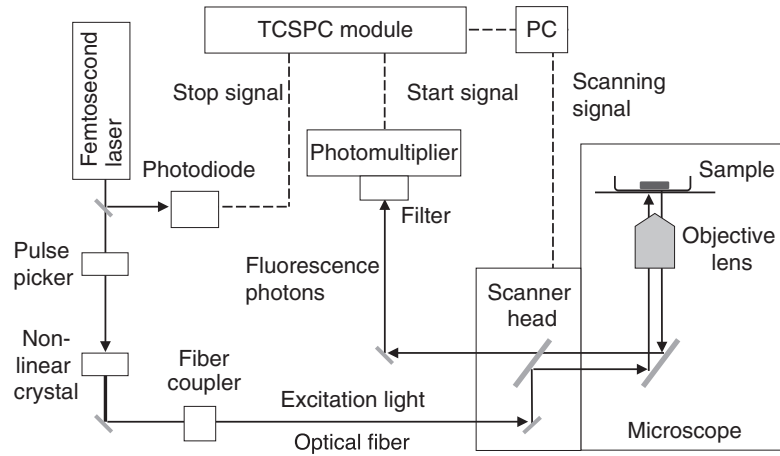 TCSPC module
PC
Femtosecond
laser
Stop signal
Start signal
Scanning
signal
Photodiode
Photomultiplier
Sample
Filter
Objective
lens
Pulse
picker
Fluorescence
photons
Scanner
head
Non-
linear
crystal
Fiber
coupler
Excitation light
Optical fiber
Microscope